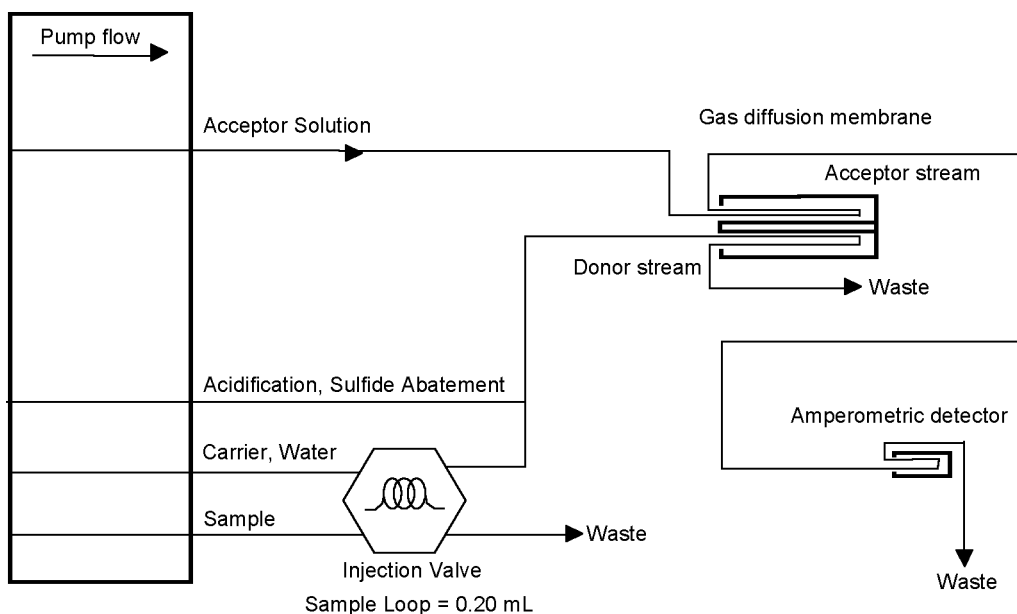 Pump flow
Acceptor Solution
Gas diffusion membrane
Acceptor stream
Donor stream
Waste
Acidification, Sulfide Abatement
Amperometric detector
Carrier, Water
Sample
Waste
Injection Valve
Waste
Sample Loop = 0.20 mL